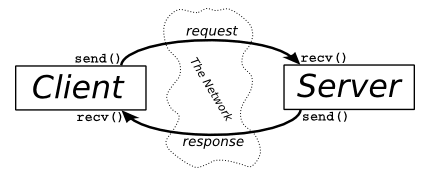 request
send()
recv()
Client
The Network
Server
recv()
send()
response